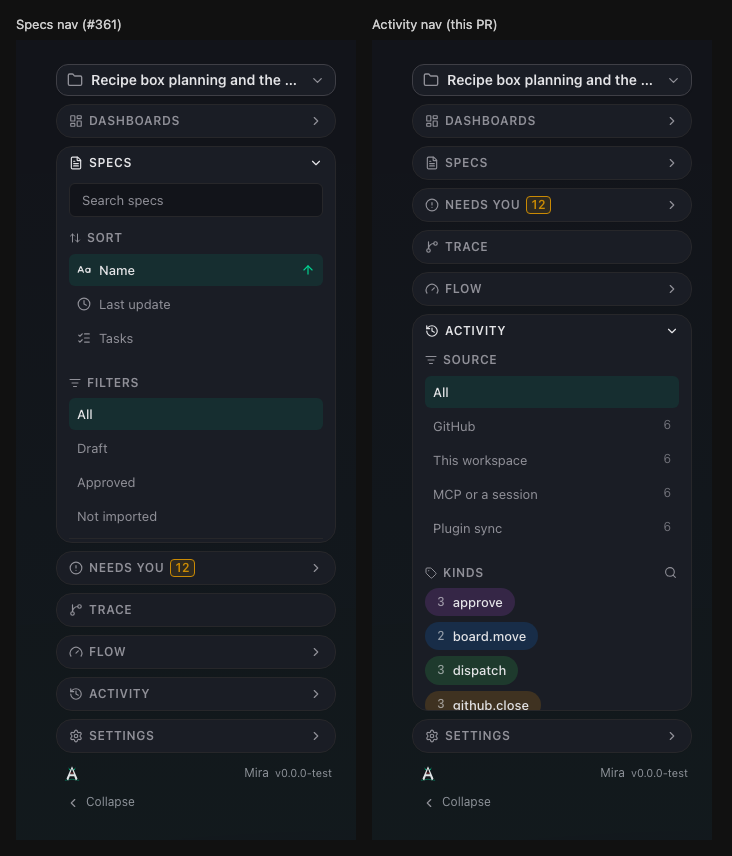 Specs nav (#361)
Recipe box planning and the ...
DASHBOARDS
SPECS
Search specs
SORT
Aa Name
Last update
Tasks
FILTERS
All
Draft
Approved
Not imported
NEEDS YOU 12
TRACE
FLOW
ACTIVITY
SETTINGS
A Mira v0.0.0-test
Collapse
Activity nav (this PR)
Recipe box planning and the ...
DASHBOARDS
SPECS
NEEDS YOU 12
TRACE
FLOW
ACTIVITY
SOURCE
All
GitHub 6
This workspace 6
MCP or a session 6
Plugin sync 6
KINDS
3 approve
2 board.move
3 dispatch
3 github.close
SETTINGS
A Mira v0.0.0-test
Collapse